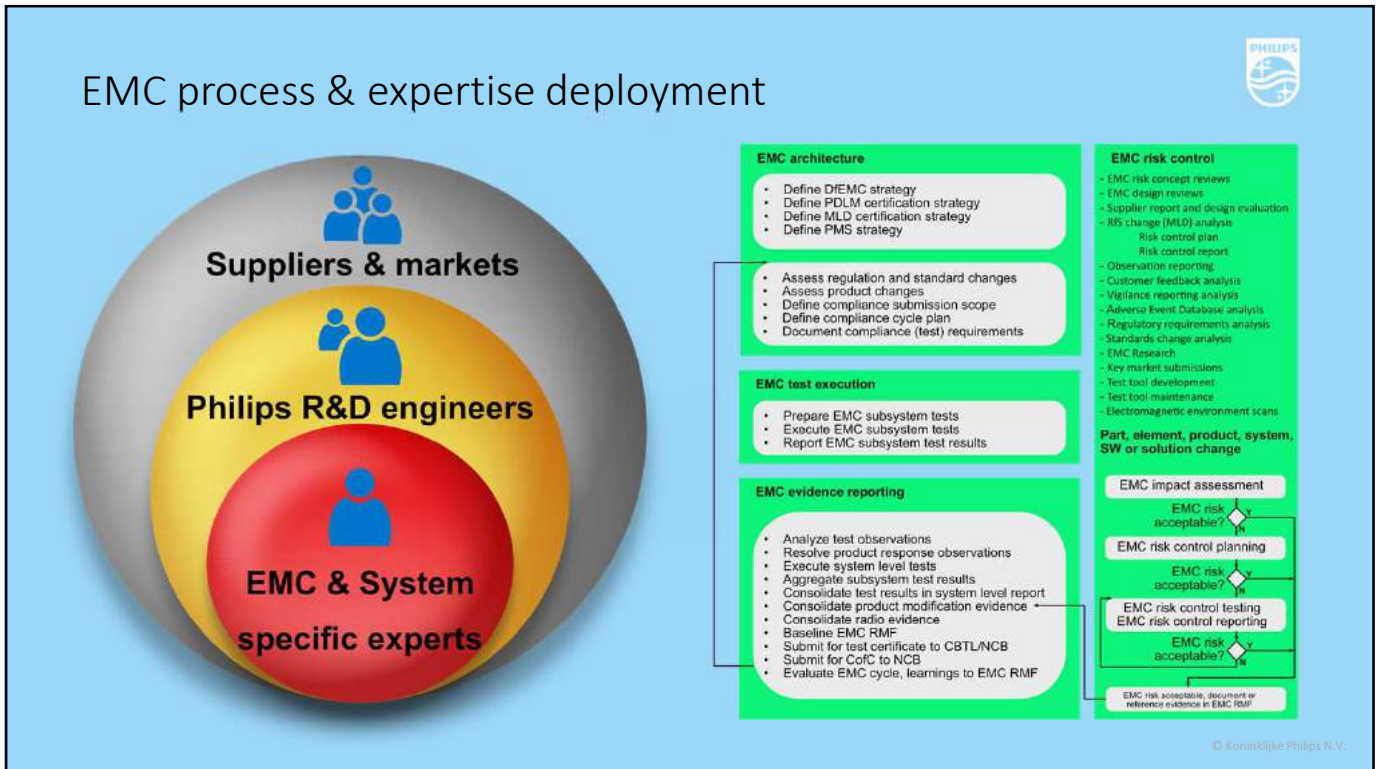 EMC process & expertise deployment
PHILIPS
Suppliers & markets
Philips R&D engineers
EMC & System
specific experts
EMC architecture
• Define DfEMC strategy
• Define PDLM certification strategy
• Define MLD certification strategy
• Define PMS strategy
• Assess regulation and standard changes
• Assess product changes
• Define compliance submission scope
• Define compliance cycle plan
• Document compliance (test) requirements
EMC test execution
• Prepare EMC subsystem tests
• Execute EMC subsystem tests
• Report EMC subsystem test results
EMC evidence reporting
• Analyze test observations
• Resolve product response observations
• Execute system level tests
• Aggregate subsystem test results
• Consolidate test results in system level report
• Consolidate product modification evidence
• Consolidate radio evidence
• Baseline EMC RMF
• Submit for test certificate to CBTL/NCB
• Submit for CofC to NCB
• Evaluate EMC cycle, learnings to EMC RMF
EMC risk control
- EMC risk concept reviews
- EMC design reviews
- Supplier report and design evaluation
- RfS change (MLD) analysis
Risk control plan
Risk control report
- Observation reporting
- Customer feedback analysis
- Vigilance reporting analysis
- Adverse Event Database analysis
- Regulatory requirements analysis
- Standards change analysis
- EMC Research
- Key market submissions
- Test tool development
- Test tool maintenance
- Electromagnetic environment scans
Part, element, product, system,
SW or solution change
EMC impact assessment
EMC risk
acceptable?
Y
N
EMC risk control planning
EMC risk
acceptable?
Y
N
EMC risk control testing
EMC risk control reporting
EMC risk
acceptable?
Y
N
EMC risk acceptable, document or
reference evidence in EMC RMF
© Koninklijke Philips N.V.